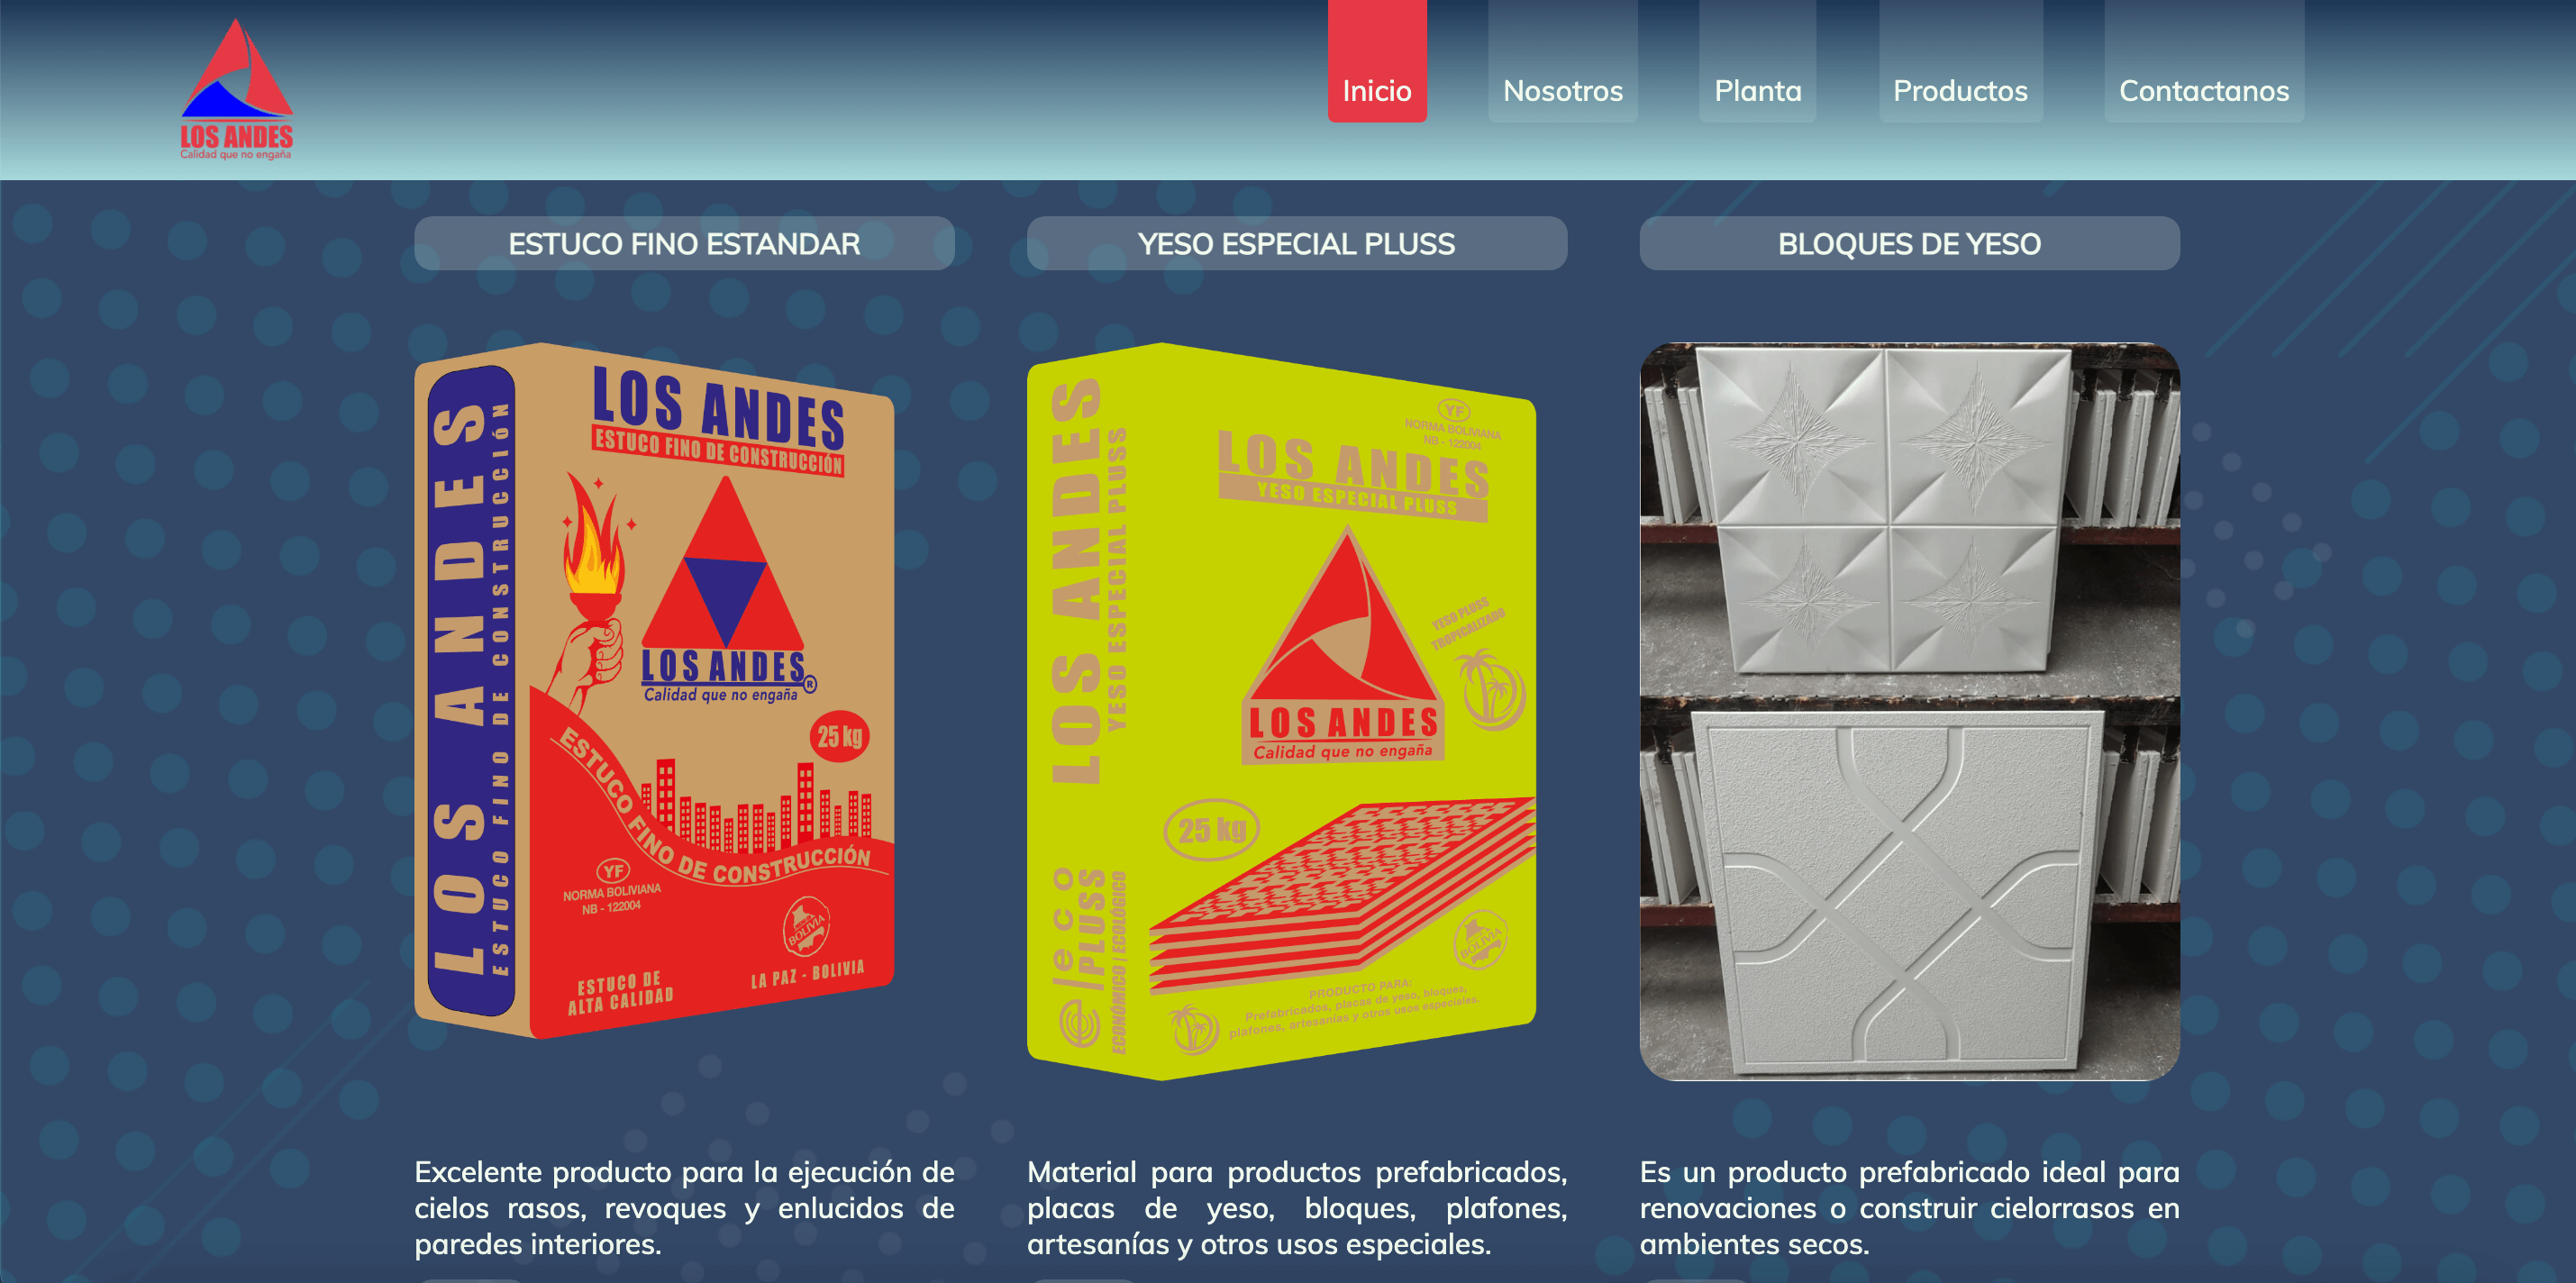 LOS ANDES
Calidad que no engaña
Inicio
Nosotros
Planta
Productos
Contactanos
ESTUCO FINO ESTANDAR
LOS ANDES
ESTUCO FINO DE CONSTRUCCIÓN
LOS ANDES
ESTUCO FINO DE CONSTRUCCIÓN
LOS ANDES®
Calidad que no engaña
25 kg
ESTUCO FINO DE CONSTRUCCIÓN
YF
NORMA BOLIVIANA
NB - 122004
BOLIVIA
ESTUCO DE
ALTA CALIDAD
LA PAZ - BOLIVIA
Excelente producto para la ejecución de
cielos rasos, revoques y enlucidos de
paredes interiores.
YESO ESPECIAL PLUSS
LOS ANDES
YESO ESPECIAL PLUSS
eco
PLUSS
ECONÓMICO | ECOLÓGICO
YF
NORMA BOLIVIANA
NB - 122004
LOS ANDES
YESO ESPECIAL PLUSS
YESO PLUSS
TROPICALIZADO
LOS ANDES
Calidad que no engaña
25 kg
BOLIVIA
PRODUCTO PARA:
Prefabricados, placas de yeso, bloques,
plafones, artesanías y otros usos especiales.
Material para productos prefabricados,
placas de yeso, bloques, plafones,
artesanías y otros usos especiales.
BLOQUES DE YESO
Es un producto prefabricado ideal para
renovaciones o construir cielorrasos en
ambientes secos.